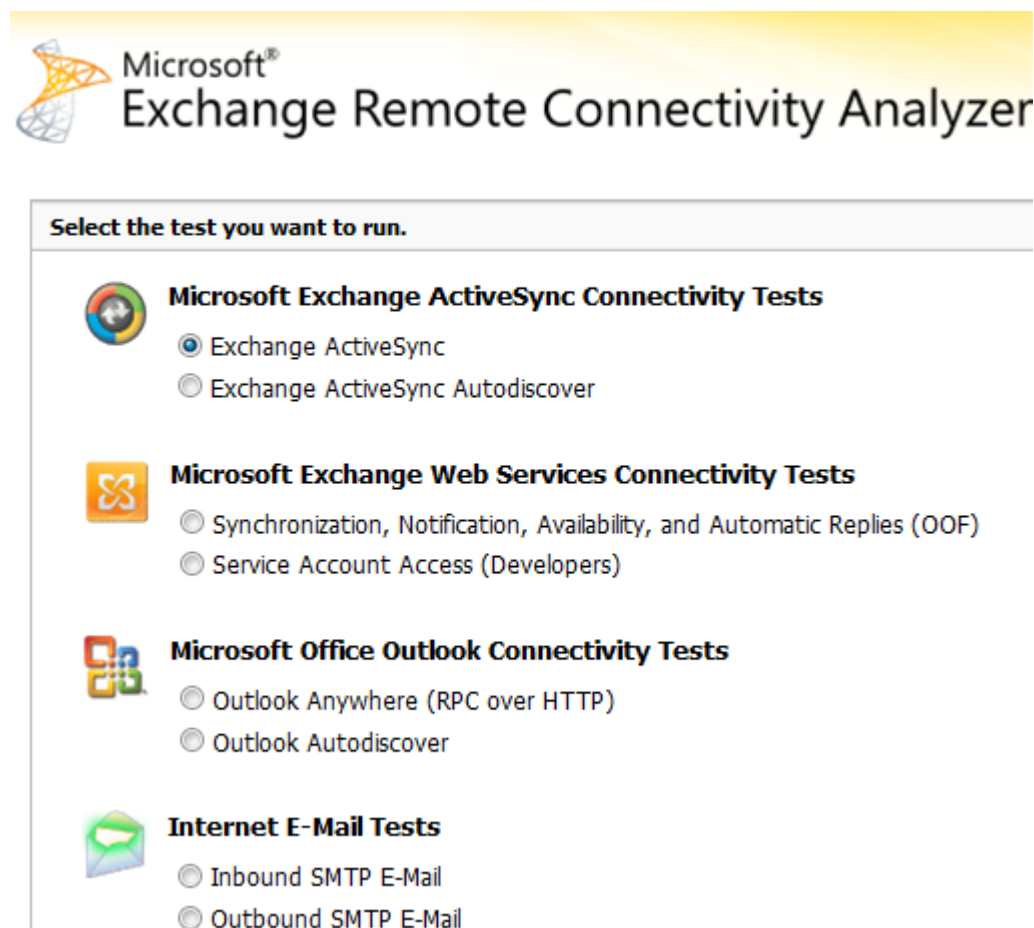 Microsoft®
Exchange Remote Connectivity Analyzer
Select the test you want to run.
Microsoft Exchange ActiveSync Connectivity Tests
Exchange ActiveSync
Exchange ActiveSync Autodiscover
Microsoft Exchange Web Services Connectivity Tests
Synchronization, Notification, Availability, and Automatic Replies (OOF)
Service Account Access (Developers)
Microsoft Office Outlook Connectivity Tests
Outlook Anywhere (RPC over HTTP)
Outlook Autodiscover
Internet E-Mail Tests
Inbound SMTP E-Mail
Outbound SMTP E-Mail